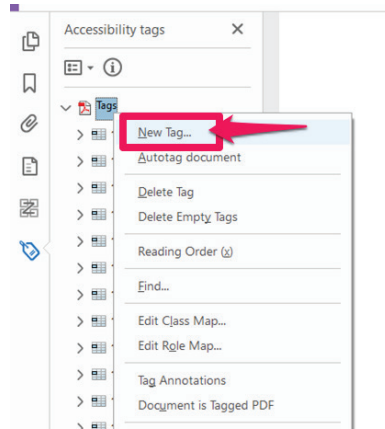 Accessibility tags
Tags
New Tag...
Autotag document
Delete Tag
Delete Empty Tags
Reading Order (x)
Find...
Edit Class Map...
Edit Role Map...
Tag Annotations
Document is Tagged PDF